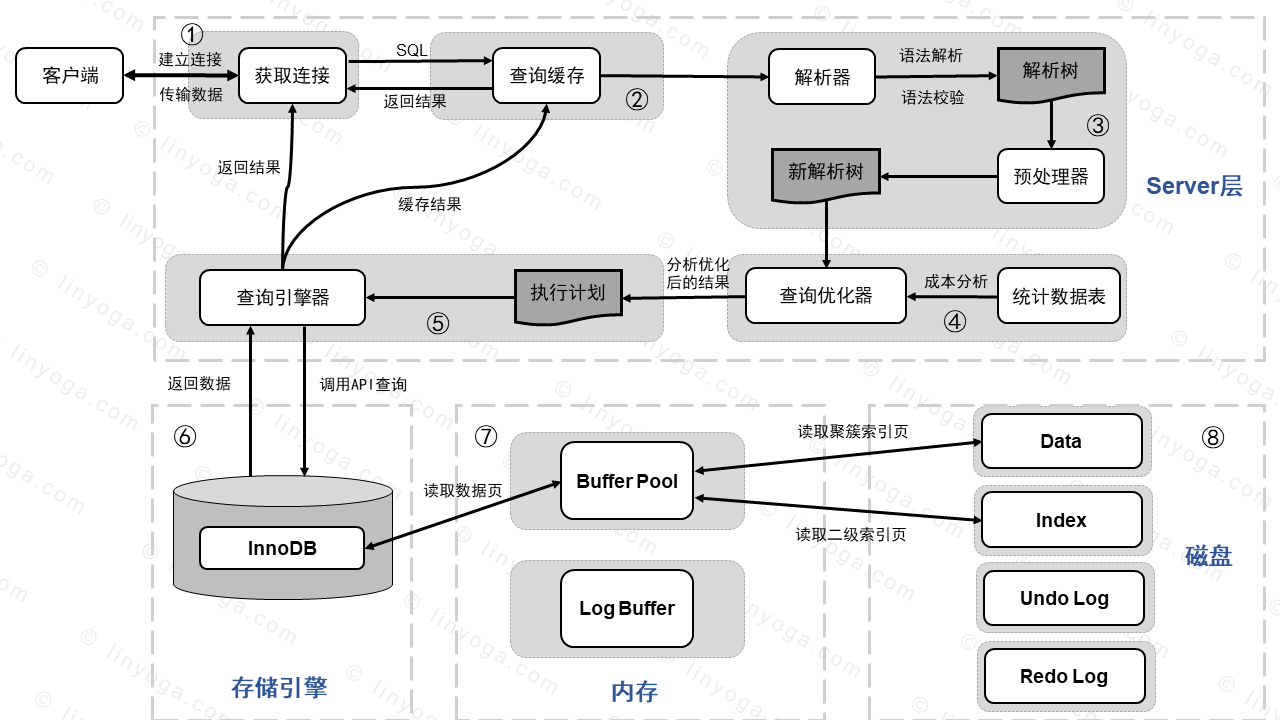 ①
建立连接
传输数据
客户端
获取连接
SQL
返回结果
查询缓存
②
解析器
语法解析
语法校验
解析树
③
新解析树
预处理器
Server层
返回结果
缓存结果
查询引擎器
⑤
执行计划
分析优化
后的结果
查询优化器
成本分析
④
统计数据表
返回数据
调用API查询
⑥
InnoDB
存储引擎
读取数据页
⑦
Buffer Pool
Log Buffer
内存
读取聚簇索引页
读取二级索引页
Data
Index
Undo Log
Redo Log
⑧
磁盘
© linyoga.com